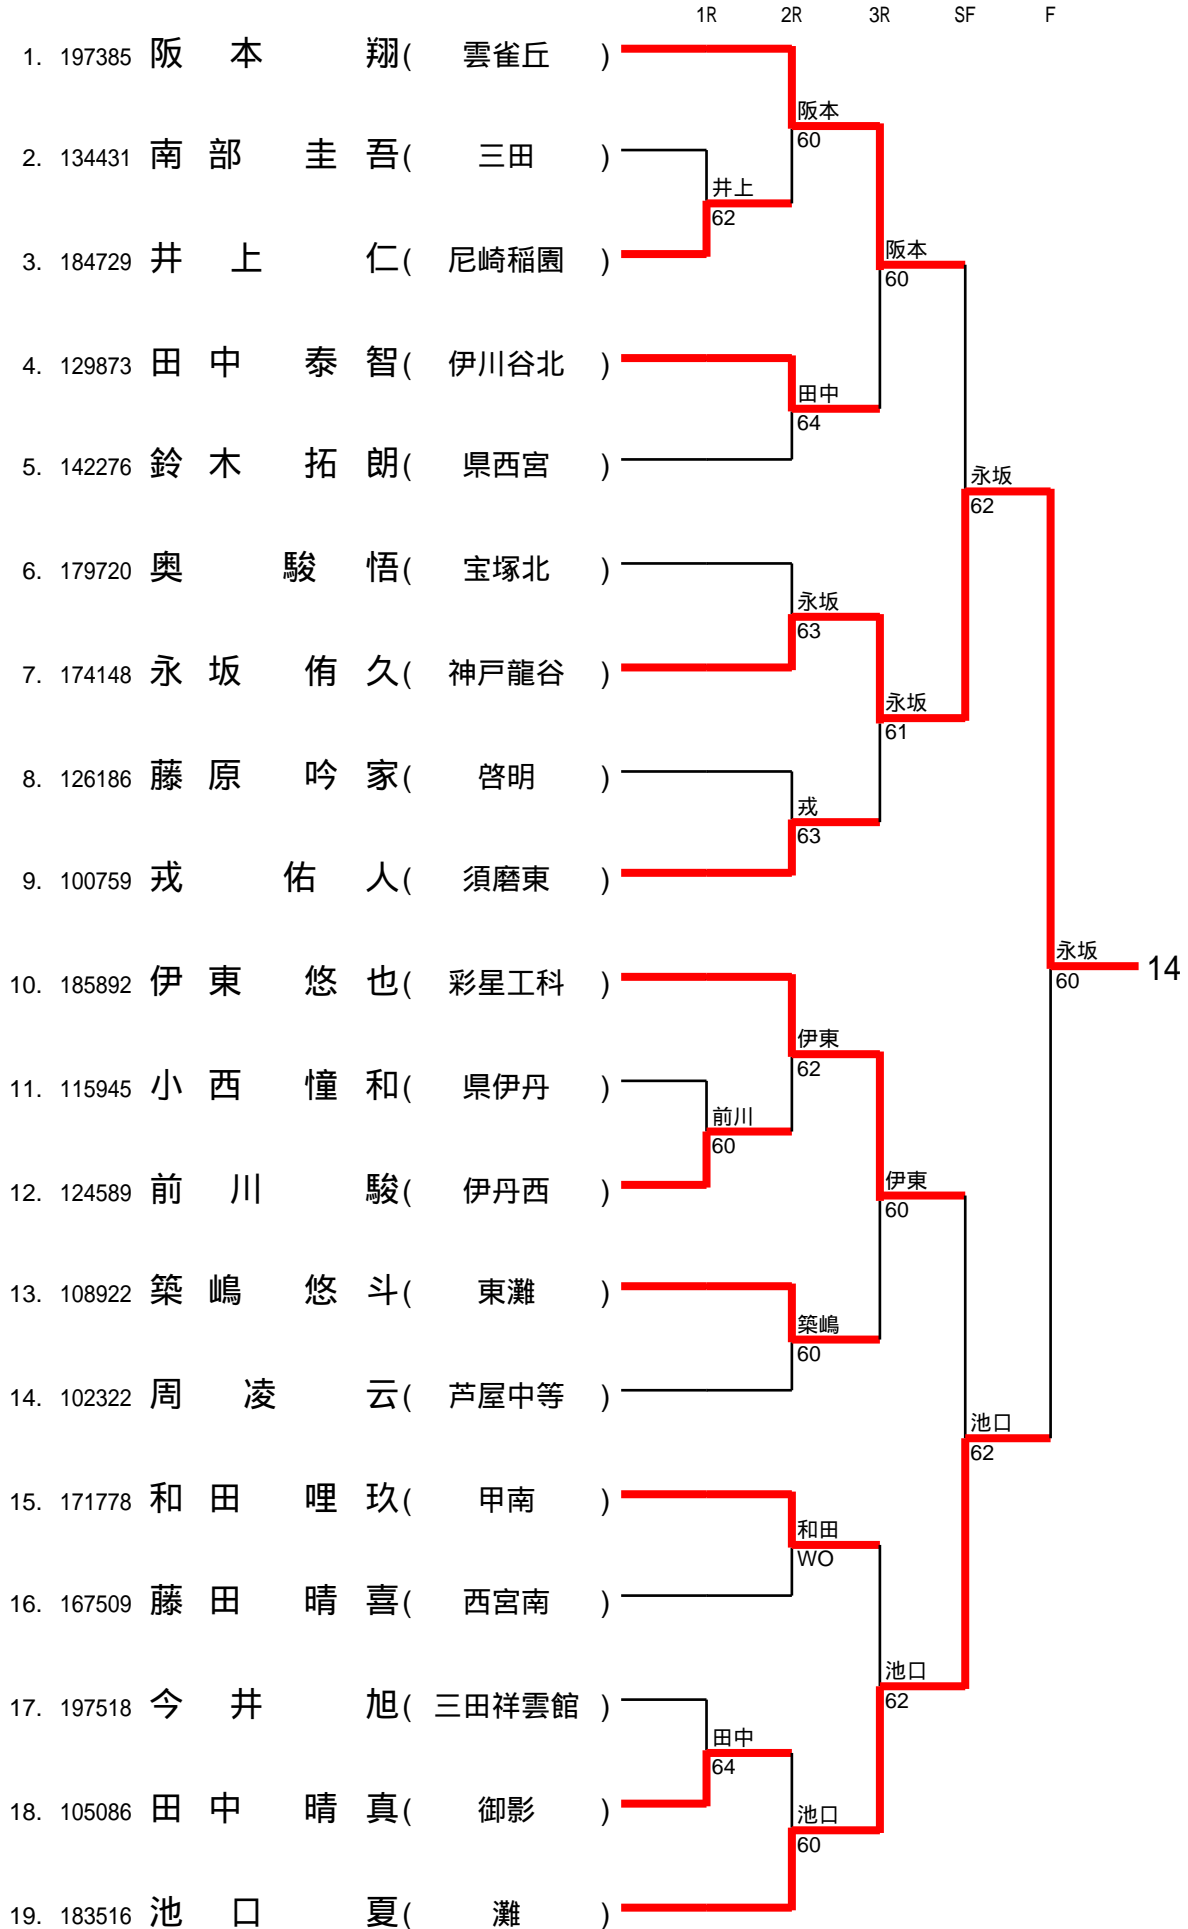 1R 2R 3R SF F
1. 197385 阪本 翔( 雲雀丘 )
阪本
60
2. 134431 南部 圭吾( 三田 )
井上
62
3. 184729 井上 仁( 尼崎稲園 )
阪本
60
4. 129873 田中 泰智( 伊川谷北 )
田中
64
5. 142276 鈴木 拓朗( 県西宮 )
永坂
62
6. 179720 奥 駿悟( 宝塚北 )
永坂
63
7. 174148 永坂 侑久( 神戸龍谷 )
永坂
61
8. 126186 藤原 吟家( 啓明 )
戎
63
9. 100759 戎 佑人( 須磨東 )
永坂
60
14
10. 185892 伊東 悠也( 彩星工科 )
伊東
62
11. 115945 小西 憧和( 県伊丹 )
前川
60
12. 124589 前川 駿( 伊丹西 )
伊東
60
13. 108922 築嶋 悠斗( 東灘 )
築嶋
60
14. 102322 周 凌 云( 芦屋中等 )
池口
62
15. 171778 和田 哩玖( 甲南 )
和田
WO
16. 167509 藤田 晴喜( 西宮南 )
池口
62
17. 197518 今井 旭( 三田祥雲館 )
田中
64
18. 105086 田中 晴真( 御影 )
池口
60
19. 183516 池口 夏( 灘 )